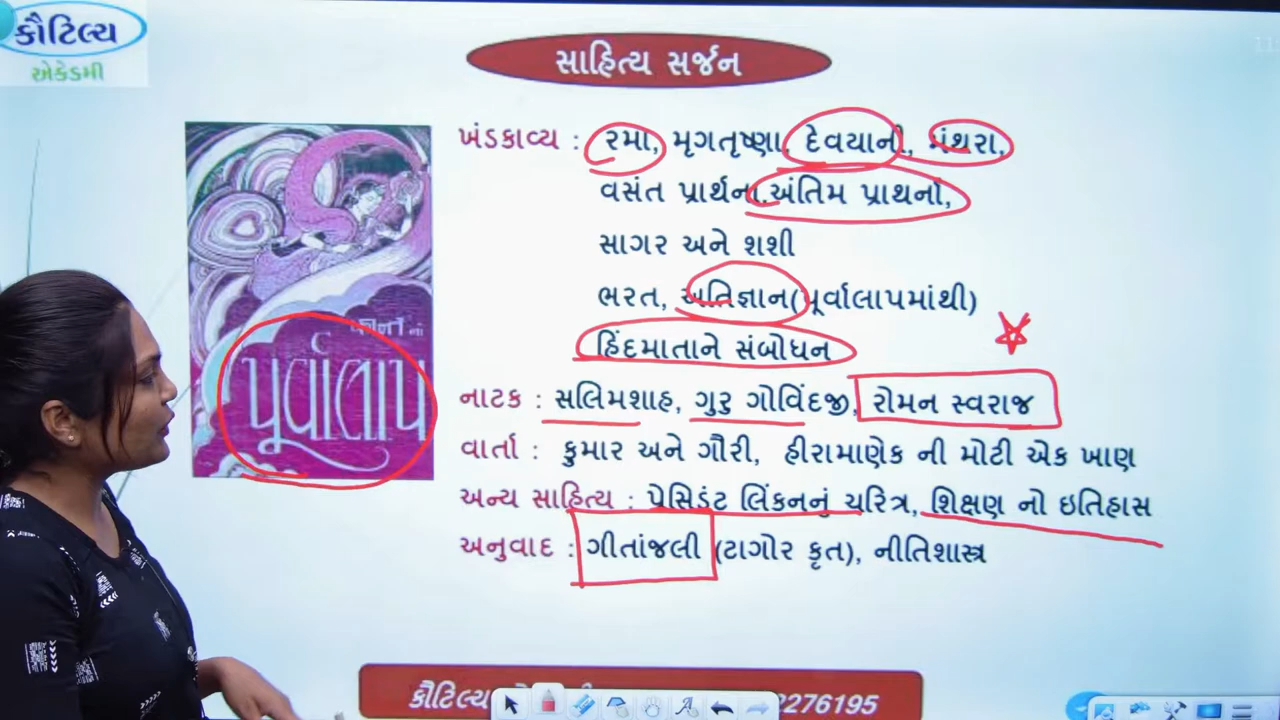 કૌટિલ્ય
એકેડમી
સાહિત્ય સર્જન
ખંડકાવ્ય : રમા, મૃગતૃષ્ણા, દેવયાની, મંથરા,
વસંત પ્રાર્થના.અંતિમ પ્રાથના,
સાગર અને શશી
ભરત, અતિજ્ઞાન(પૂર્વાલાપમાંથી)
હિંદમાતાને સંબોધન
નાટક : સલિમશાહ, ગુરુ ગોવિંદજી, રોમન સ્વરાજ
વાર્તા : કુમાર અને ગૌરી, હીરામાણેક ની મોટી એક ખાણ
અન્ય સાહિત્ય : પ્રેસિડંટ લિંકનનું ચરિત્ર, શિક્ષણ નો ઇતિહાસ
અનુવાદ : ગીતાંજલી (ટાગોર કૃત), નીતિશાસ્ત્ર
પૂર્વાલાપ
કૌટિલ્ય
2276195